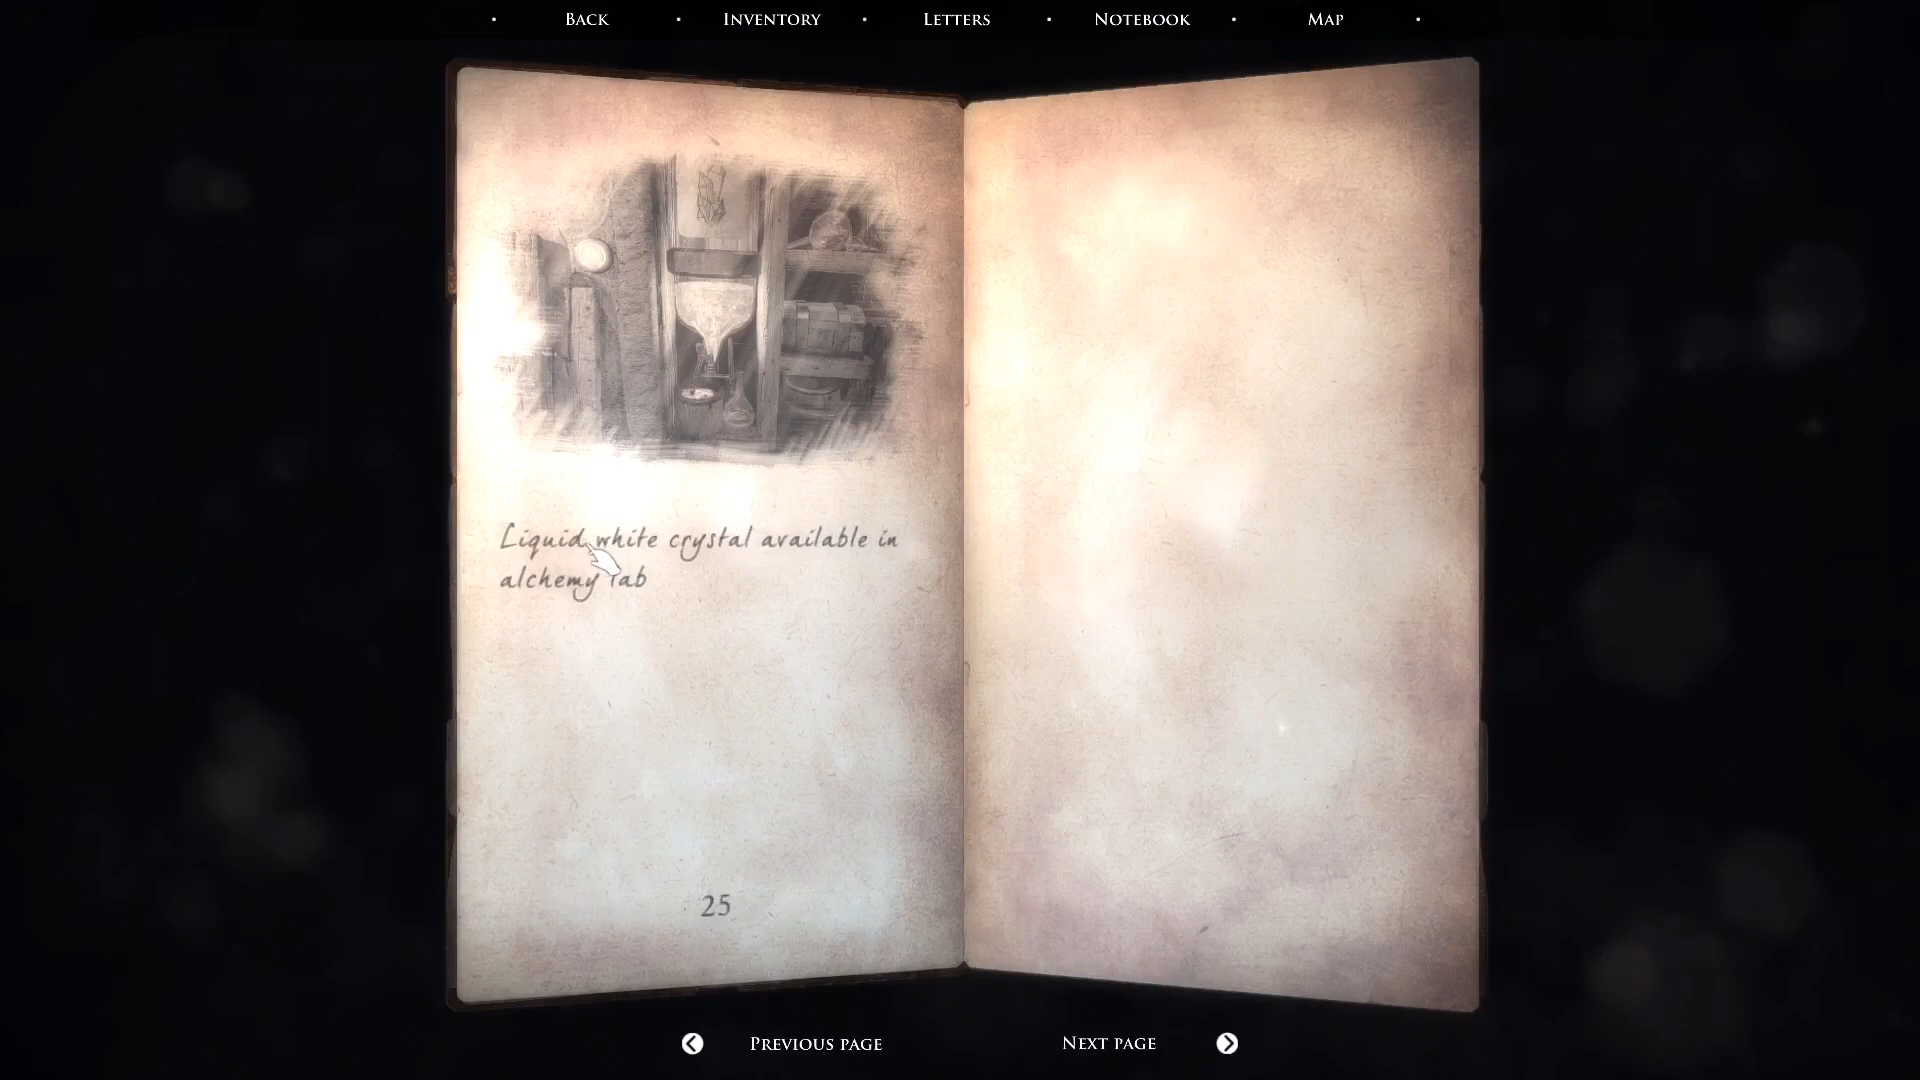 BACK
INVENTORY
LETTERS
NOTEBOOK
MAP
Liquid white crystal available in
alchemy lab
25
PREVIOUS PAGE
NEXT PAGE